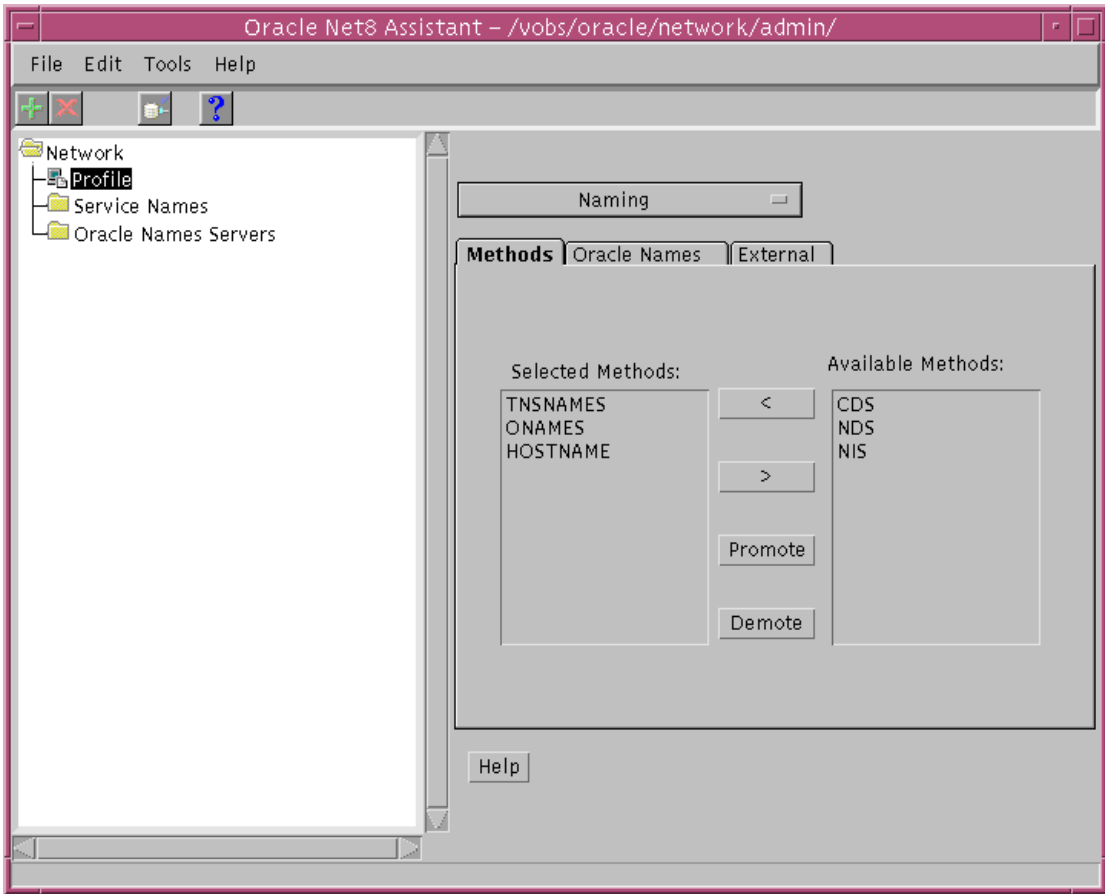 Oracle Net8 Assistant – /vobs/oracle/network/admin/
File Edit Tools Help
?
Network
Profile
Service Names
Oracle Names Servers
Naming
Methods Oracle Names External
Selected Methods:
TNSNAMES
ONAMES
HOSTNAME
<
>
Promote
Demote
Available Methods:
CDS
NDS
NIS
Help